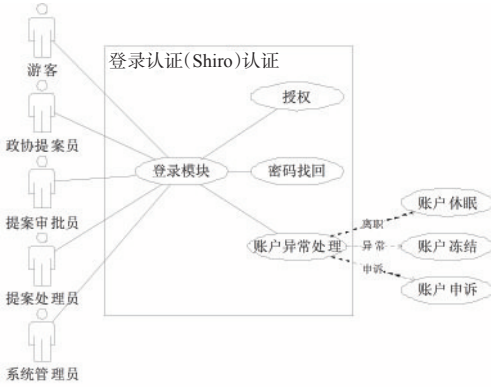 登录认证(Shiro)认证
游客
政协提案员
提案审批员
提案处理员
系统管理员
授权
登录模块
密码找回
账户异常处理
离职
异常
申诉
账户休眠
账户冻结
账户申诉